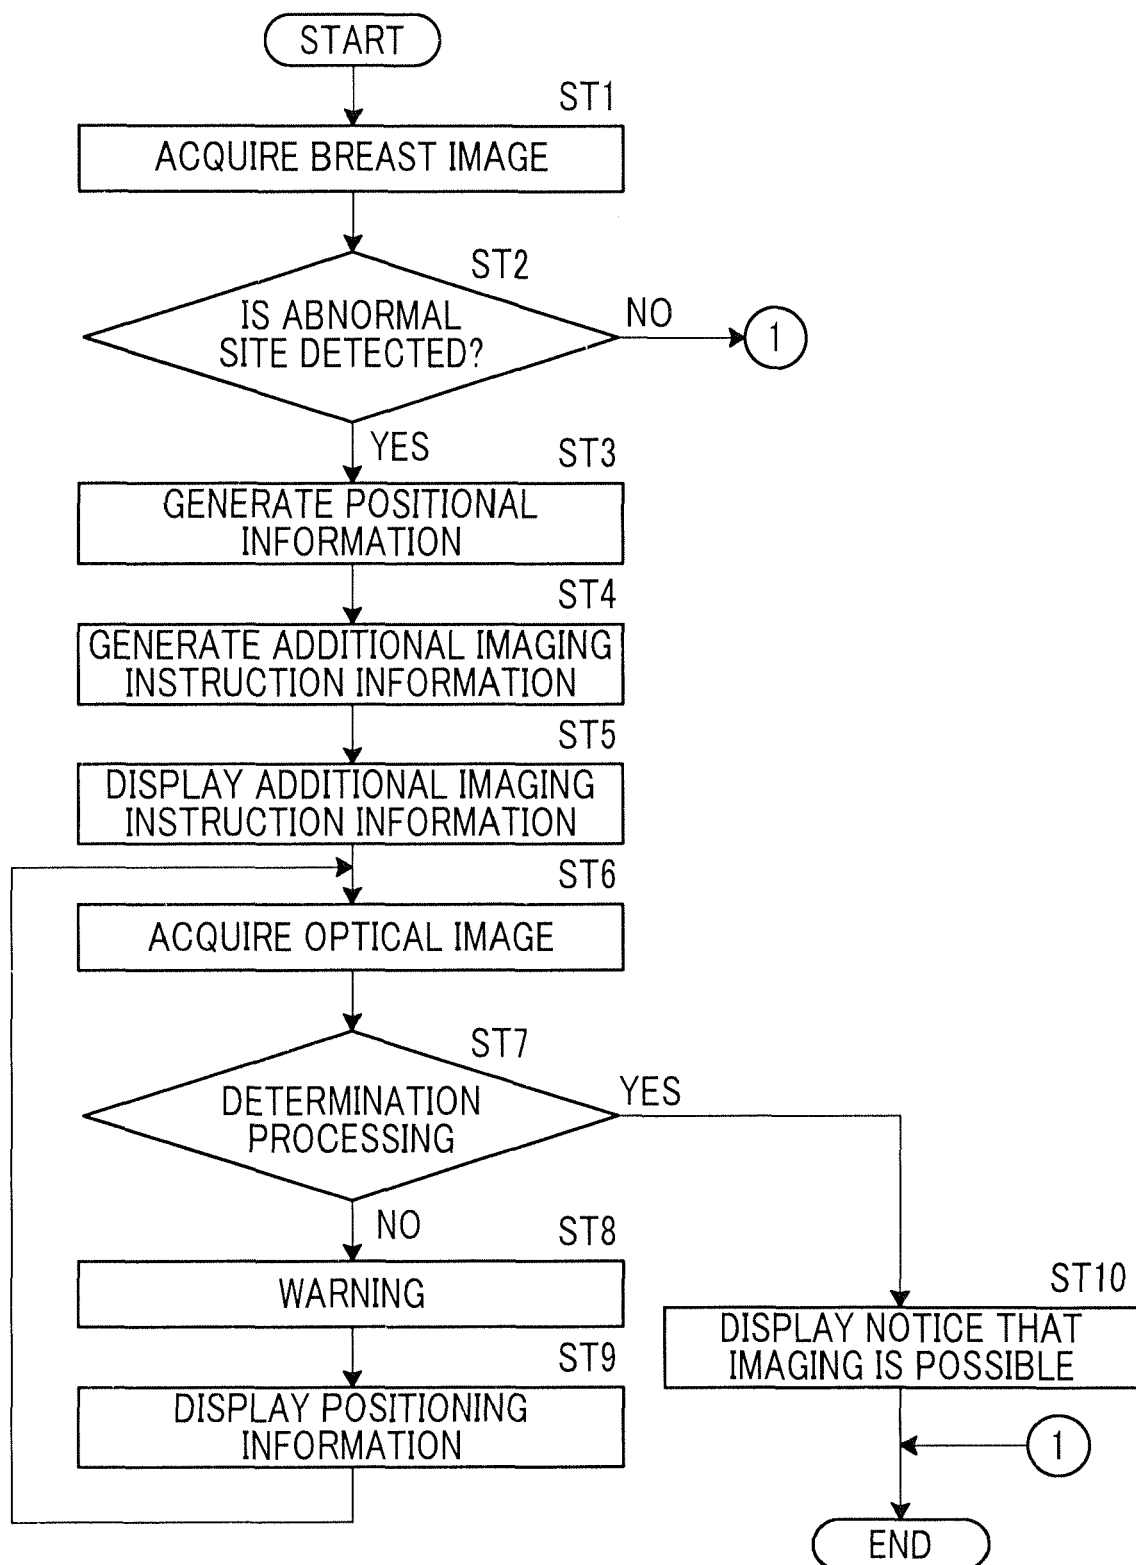 START
ST1
ACQUIRE BREAST IMAGE
ST2
IS ABNORMAL
SITE DETECTED?
NO
1
YES
ST3
GENERATE POSITIONAL
INFORMATION
ST4
GENERATE ADDITIONAL IMAGING
INSTRUCTION INFORMATION
ST5
DISPLAY ADDITIONAL IMAGING
INSTRUCTION INFORMATION
ST6
ACQUIRE OPTICAL IMAGE
ST7
DETERMINATION
PROCESSING
YES
NO
ST8
WARNING
ST10
DISPLAY NOTICE THAT
IMAGING IS POSSIBLE
ST9
DISPLAY POSITIONING
INFORMATION
1
END